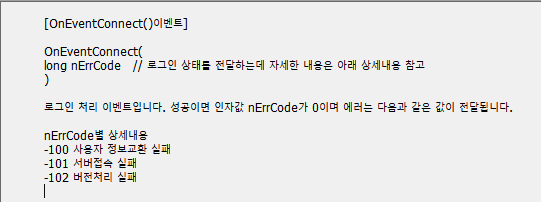 [OnEventConnect()이벤트]
OnEventConnect(
long nErrCode // 로그인 상태를 전달하는데 자세한 내용은 아래 상세내용 참고
)
로그인 처리 이벤트입니다. 성공이면 인자값 nErrCode가 0이며 에러는 다음과 같은 값이 전달됩니다.
nErrCode별 상세내용
-100 사용자 정보교환 실패
-101 서버접속 실패
-102 버전처리 실패